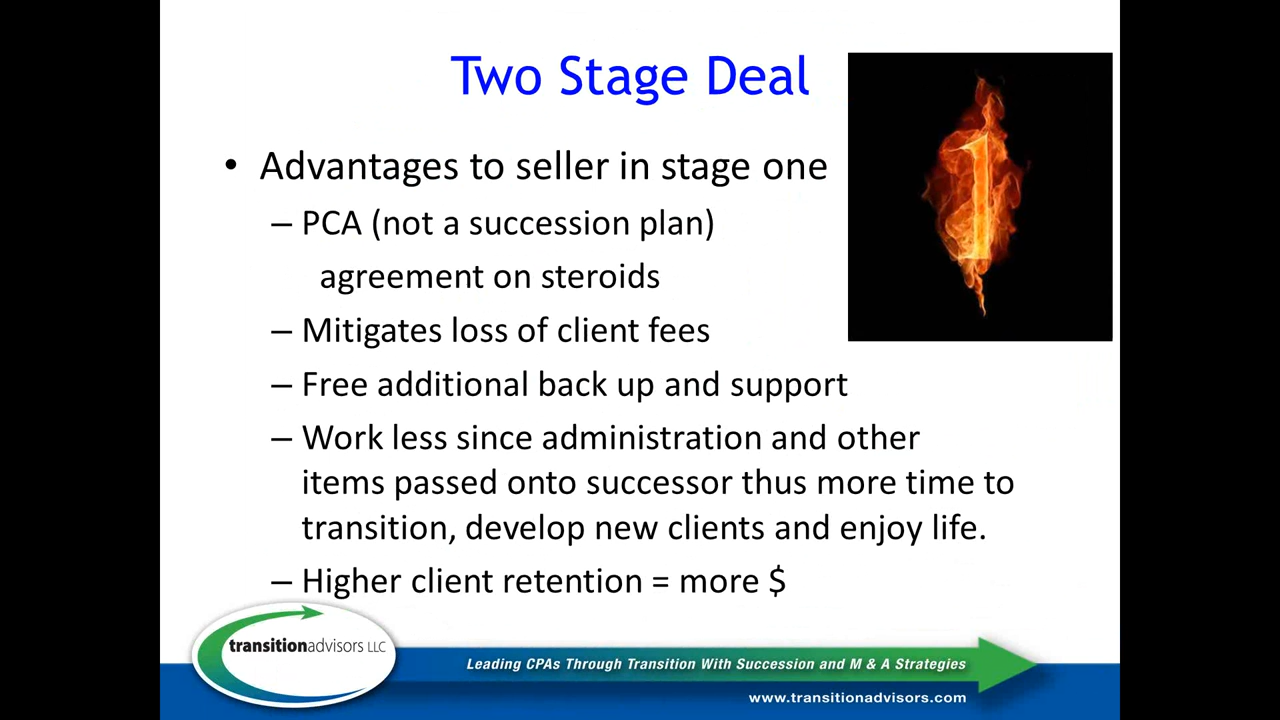 Two Stage Deal
1
• Advantages to seller in stage one
– PCA (not a succession plan)
agreement on steroids
– Mitigates loss of client fees
– Free additional back up and support
– Work less since administration and other
items passed onto successor thus more time to
transition, develop new clients and enjoy life.
– Higher client retention = more $
transitionadvisors LLC
Leading CPAs Through Transition With Succession and M & A Strategies
www.transitionadvisors.com